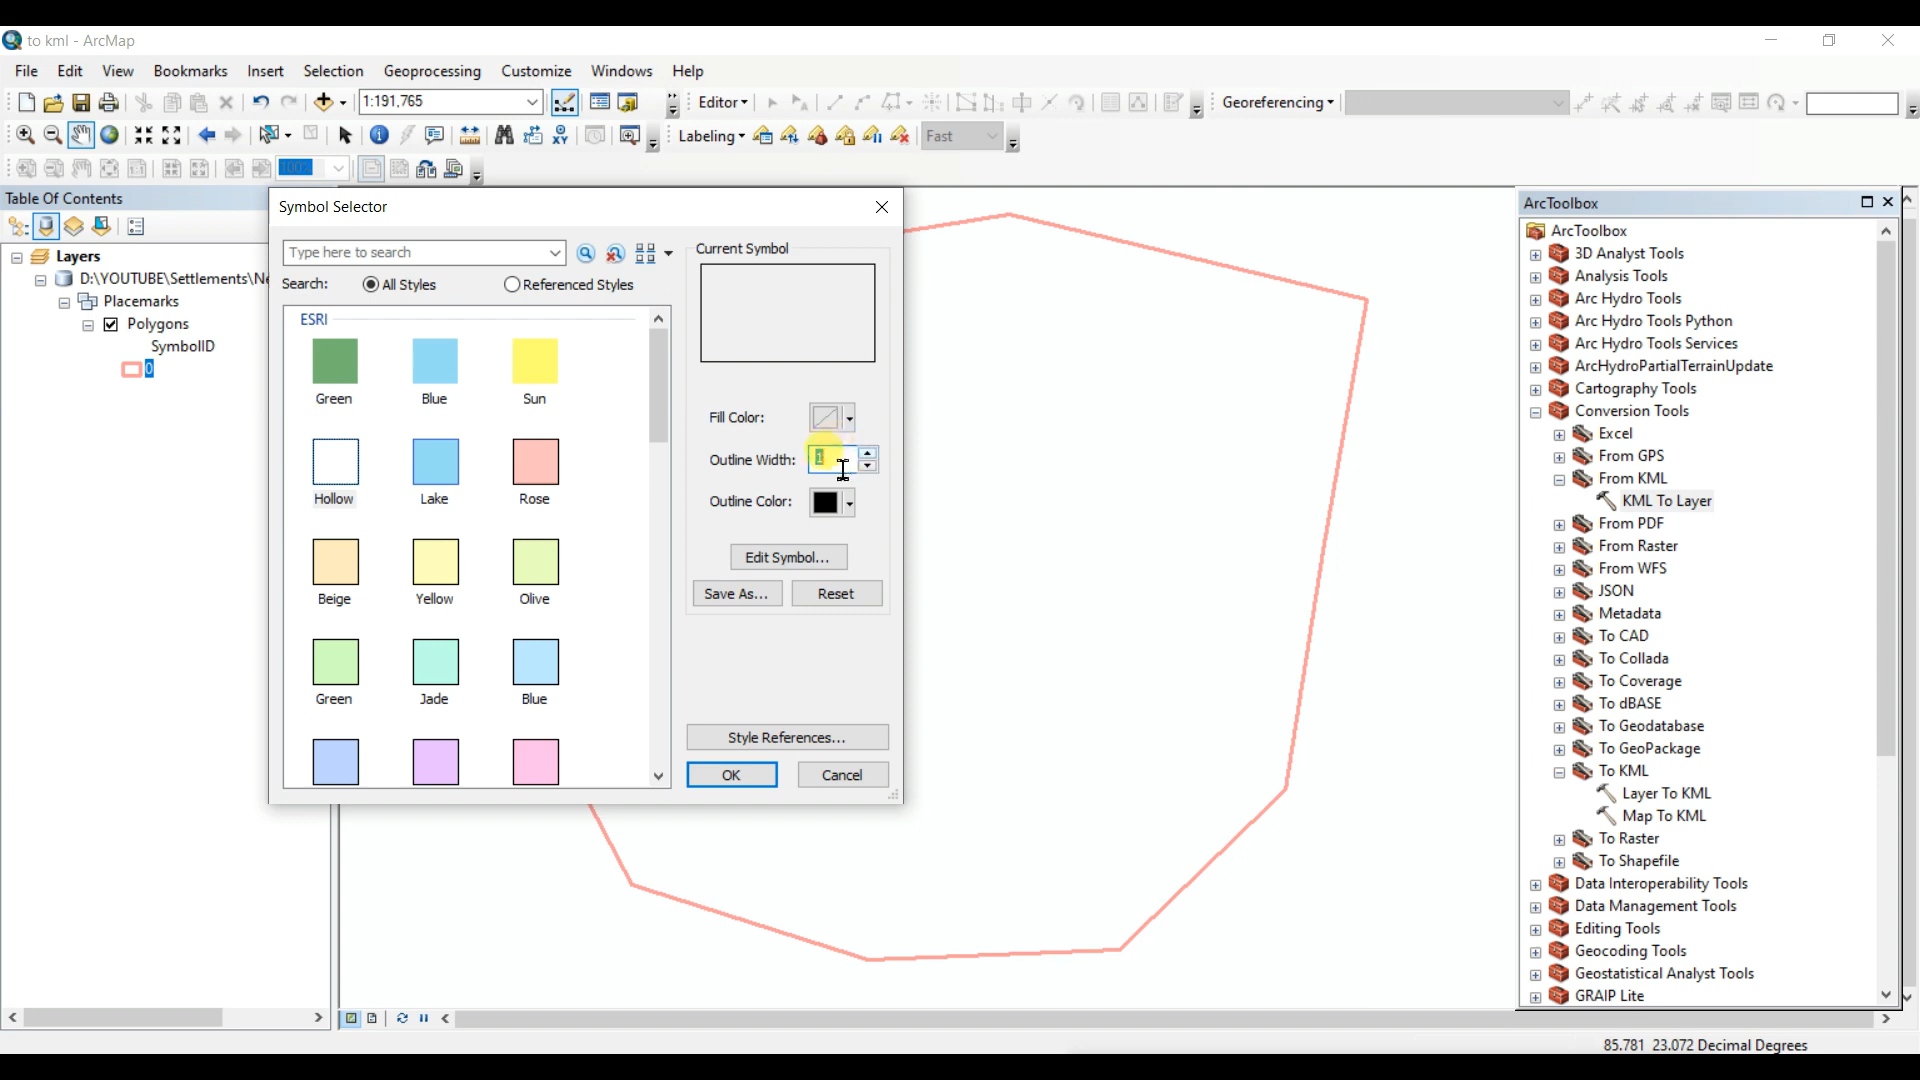 to kml - ArcMap
File Edit View Bookmarks Insert Selection Geoprocessing Customize Windows Help
1:191,765 Editor Georeferencing
Labeling Fast
100%
Table Of Contents
Layers
D:\YOUTUBE\Settlements\Ne
Placemarks
Polygons
SymbolID
0
Symbol Selector
Type here to search
Search: All Styles Referenced Styles
ESRI
Green Blue Sun
Hollow Lake Rose
Beige Yellow Olive
Green Jade Blue
Current Symbol
Fill Color:
Outline Width: 1
Outline Color:
Edit Symbol...
Save As... Reset
Style References...
OK Cancel
ArcToolbox
ArcToolbox
3D Analyst Tools
Analysis Tools
Arc Hydro Tools
Arc Hydro Tools Python
Arc Hydro Tools Services
ArcHydroPartialTerrainUpdate
Cartography Tools
Conversion Tools
Excel
From GPS
From KML
KML To Layer
From PDF
From Raster
From WFS
JSON
Metadata
To CAD
To Collada
To Coverage
To dBASE
To Geodatabase
To GeoPackage
To KML
Layer To KML
Map To KML
To Raster
To Shapefile
Data Interoperability Tools
Data Management Tools
Editing Tools
Geocoding Tools
Geostatistical Analyst Tools
GRAIP Lite
85.781 23.072 Decimal Degrees